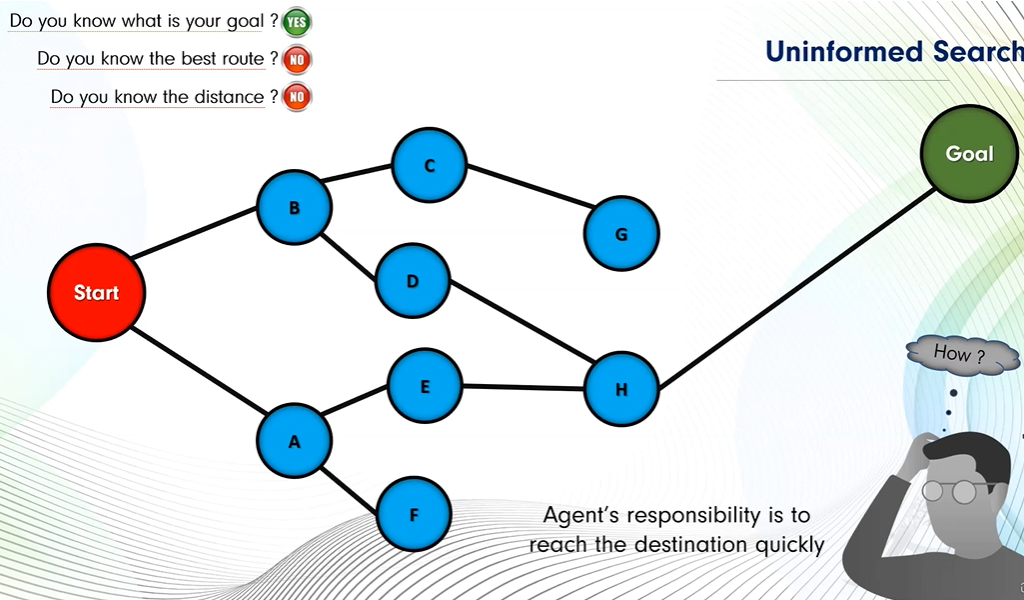 Do you know what is your goal ? YES
Do you know the best route ? NO
Do you know the distance ? NO
Uninformed Search
Goal
C
B
G
D
Start
E
H
A
F
How ?
Agent's responsibility is to
reach the destination quickly